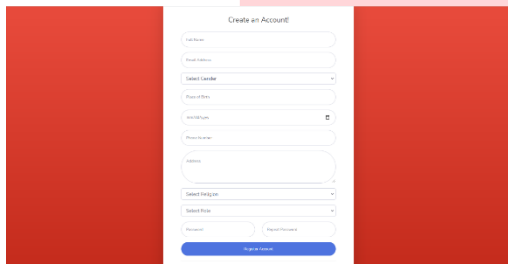 Create an Account!
Full Name
Email Address
Select Gender
Place of Birth
mm/dd/yyyy
Phone Number
Address
Select Religion
Select Role
Password
Repeat Password
Register Account